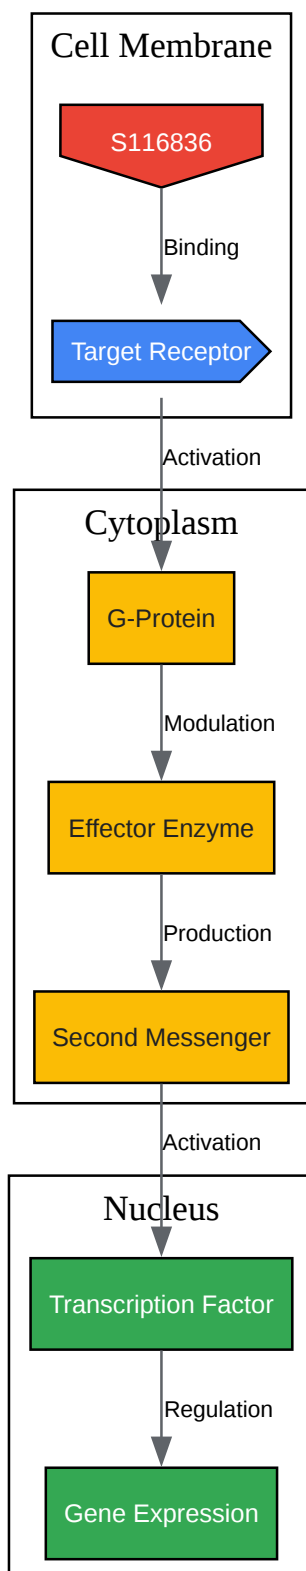 Cell Membrane
S116836
Binding
Target Receptor
Activation
Cytoplasm
G-Protein
Modulation
Effector Enzyme
Production
Second Messenger
Activation
Nucleus
Transcription Factor
Regulation
Gene Expression